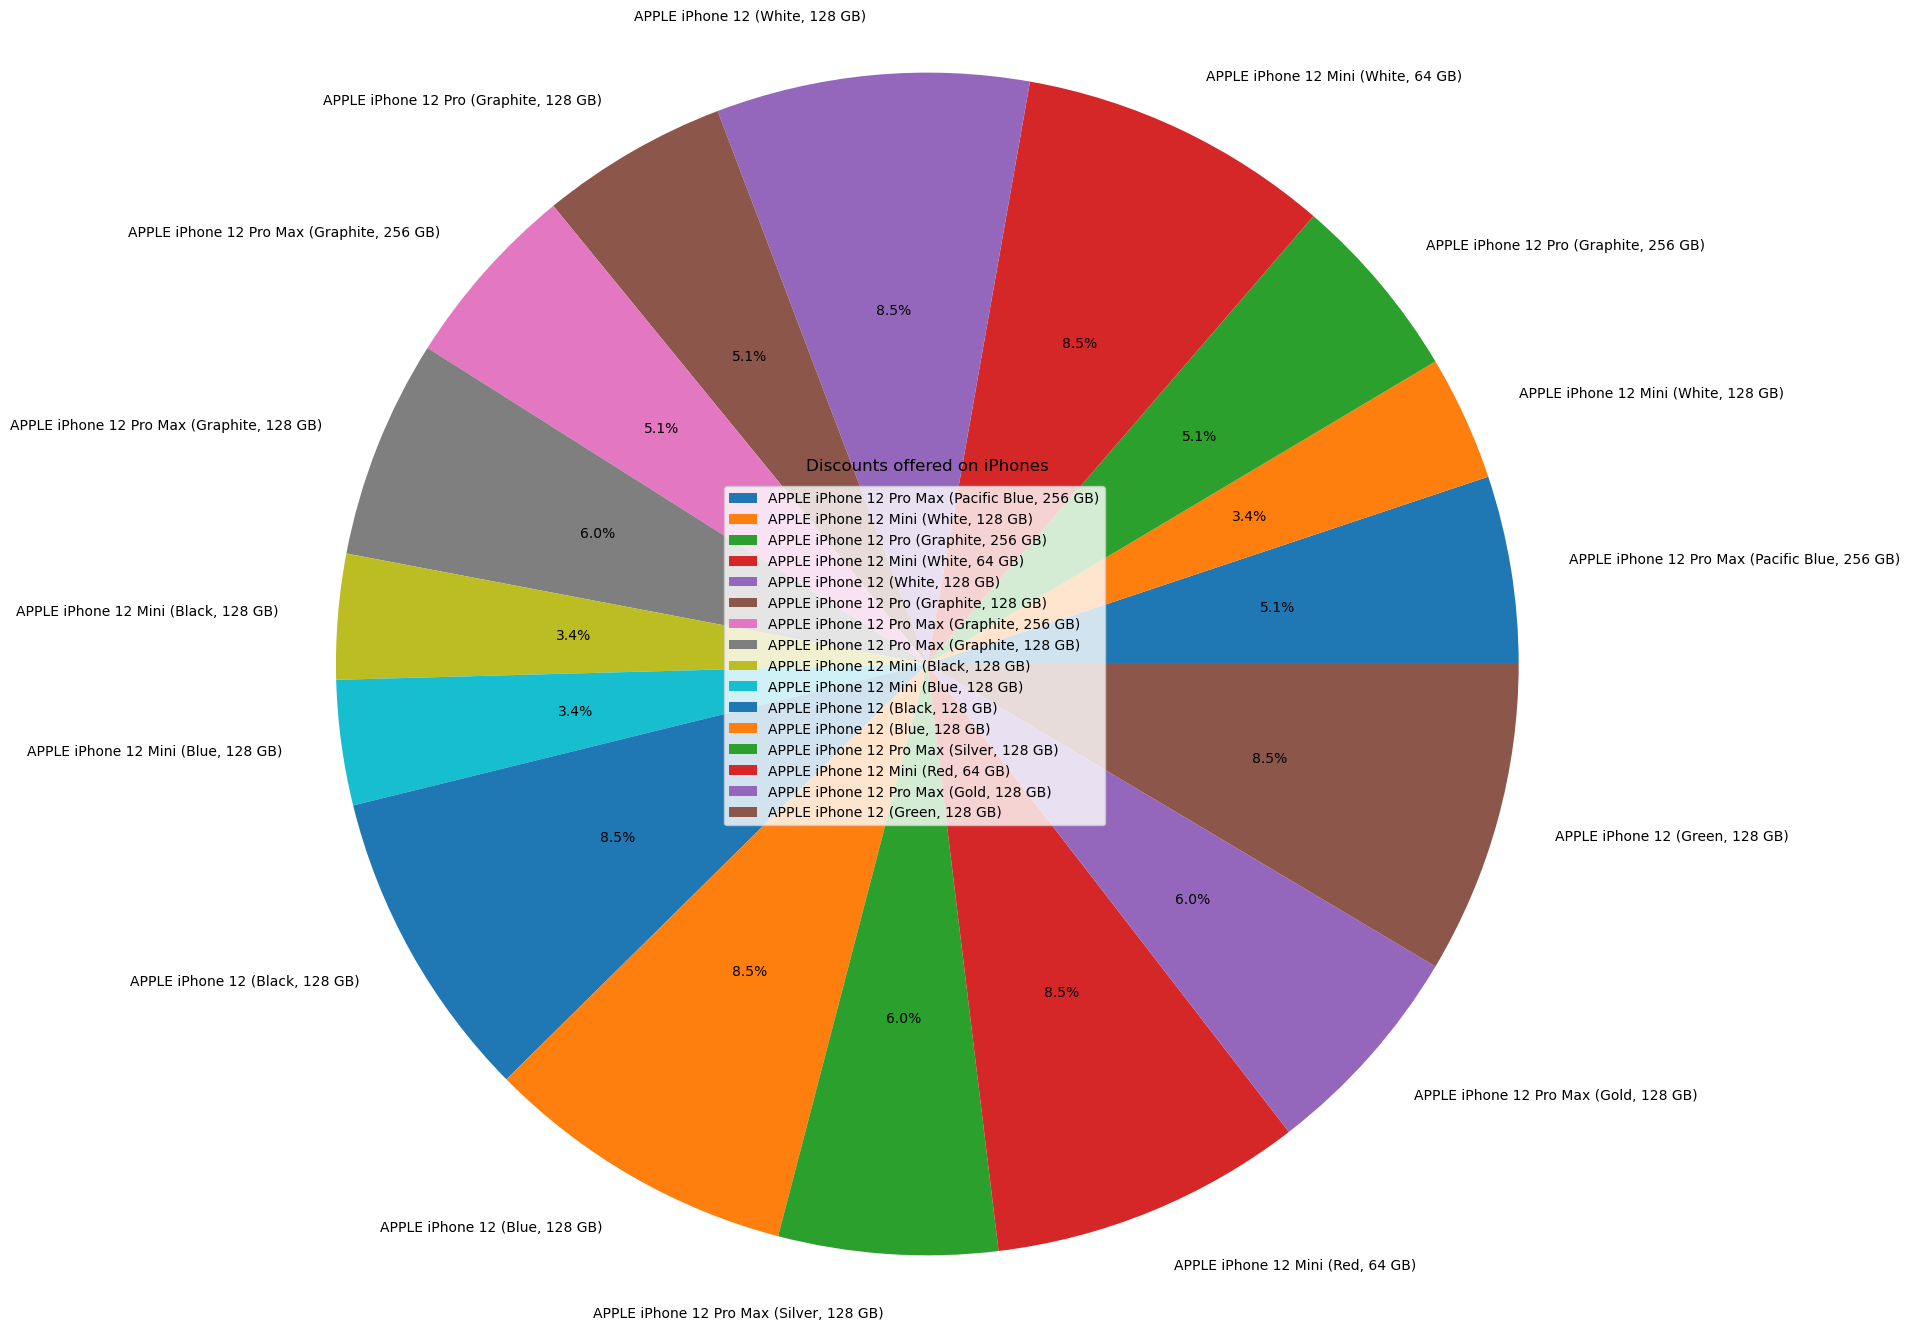 APPLE iPhone 12 (White, 128 GB)
APPLE iPhone 12 Mini (White, 64 GB)
APPLE iPhone 12 Pro (Graphite, 128 GB)
APPLE iPhone 12 Pro Max (Graphite, 256 GB)
APPLE iPhone 12 Pro (Graphite, 256 GB)
8.5%
8.5%
5.1%
APPLE iPhone 12 Mini (White, 128 GB)
APPLE iPhone 12 Pro Max (Graphite, 128 GB)
5.1%
5.1%
Discounts offered on iPhones
APPLE iPhone 12 Pro Max (Pacific Blue, 256 GB)
APPLE iPhone 12 Mini (White, 128 GB)
APPLE iPhone 12 Pro (Graphite, 256 GB)
APPLE iPhone 12 Mini (White, 64 GB)
APPLE iPhone 12 (White, 128 GB)
APPLE iPhone 12 Pro (Graphite, 128 GB)
APPLE iPhone 12 Pro Max (Graphite, 256 GB)
APPLE iPhone 12 Pro Max (Graphite, 128 GB)
APPLE iPhone 12 Mini (Black, 128 GB)
APPLE iPhone 12 Mini (Blue, 128 GB)
APPLE iPhone 12 (Black, 128 GB)
APPLE iPhone 12 (Blue, 128 GB)
APPLE iPhone 12 Pro Max (Silver, 128 GB)
APPLE iPhone 12 Mini (Red, 64 GB)
APPLE iPhone 12 Pro Max (Gold, 128 GB)
APPLE iPhone 12 (Green, 128 GB)
3.4%
6.0%
APPLE iPhone 12 Pro Max (Pacific Blue, 256 GB)
5.1%
APPLE iPhone 12 Mini (Black, 128 GB)
3.4%
3.4%
APPLE iPhone 12 Mini (Blue, 128 GB)
8.5%
8.5%
APPLE iPhone 12 (Green, 128 GB)
6.0%
8.5%
APPLE iPhone 12 (Black, 128 GB)
8.5%
6.0%
APPLE iPhone 12 Pro Max (Gold, 128 GB)
APPLE iPhone 12 (Blue, 128 GB)
APPLE iPhone 12 Mini (Red, 64 GB)
APPLE iPhone 12 Pro Max (Silver, 128 GB)